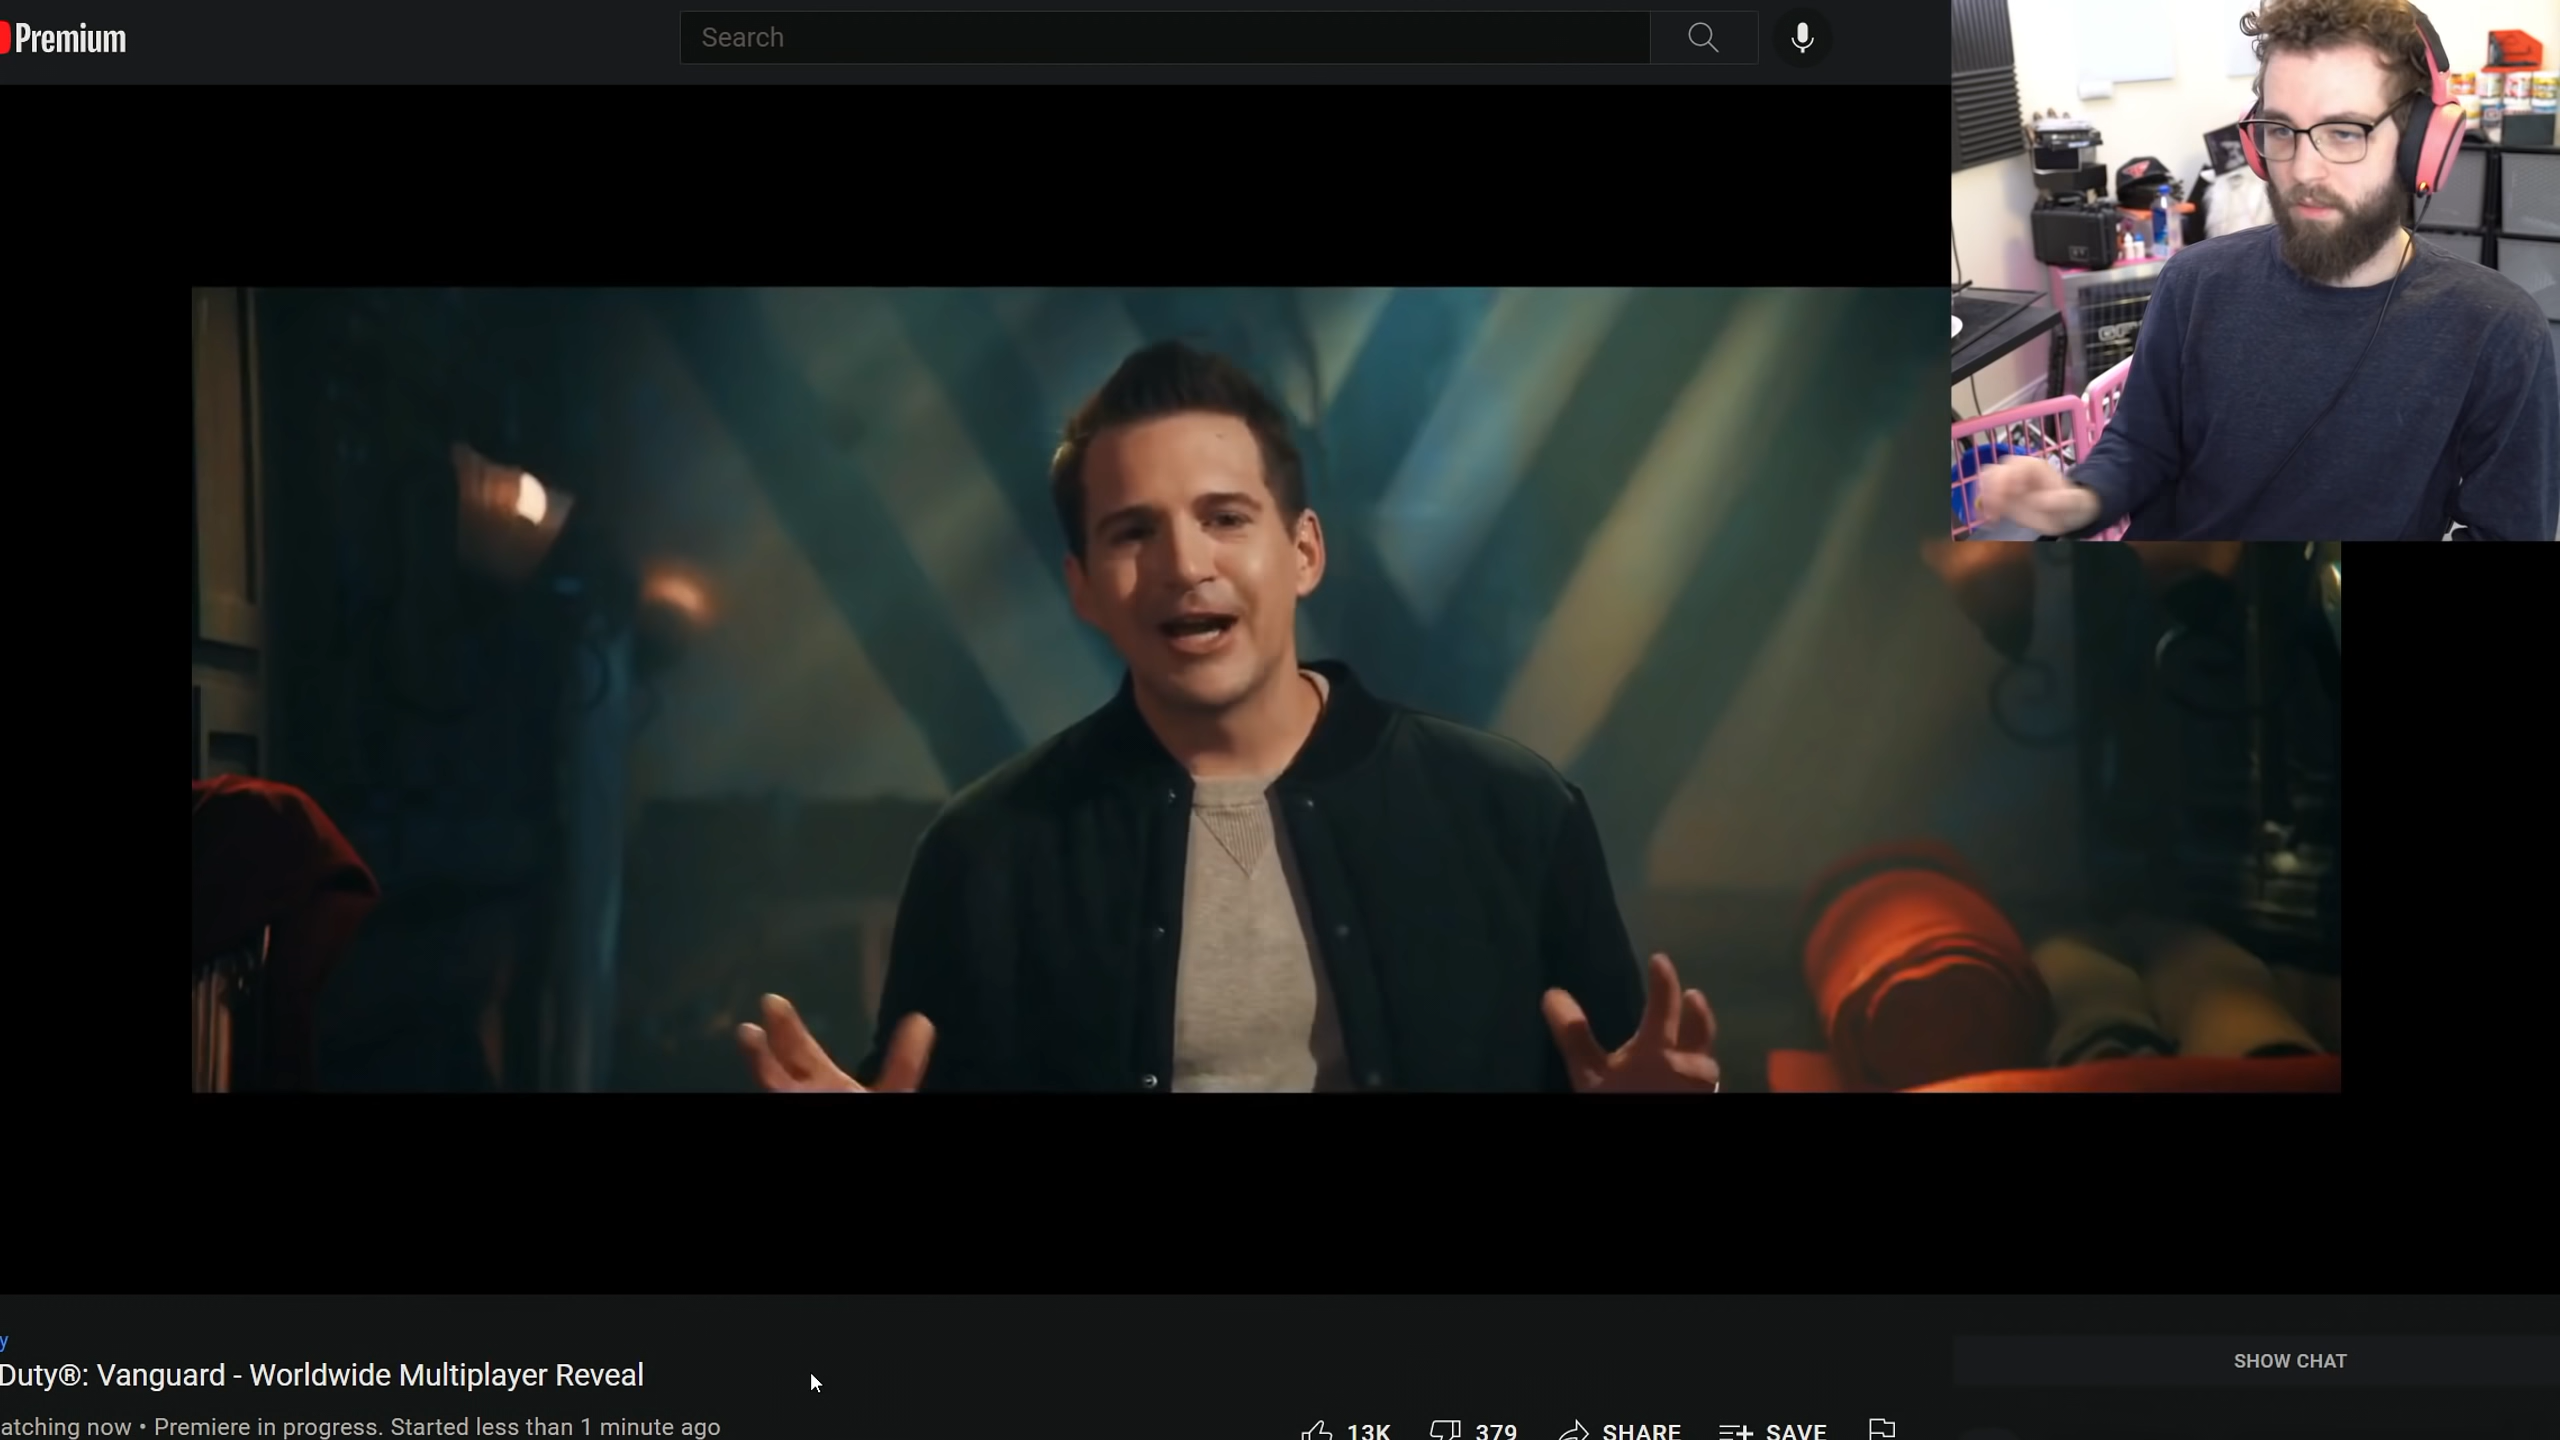 Premium
Search
y
Duty®: Vanguard - Worldwide Multiplayer Reveal
SHOW CHAT
atching now • Premiere in progress. Started less than 1 minute ago
13K 379 SHARE SAVE